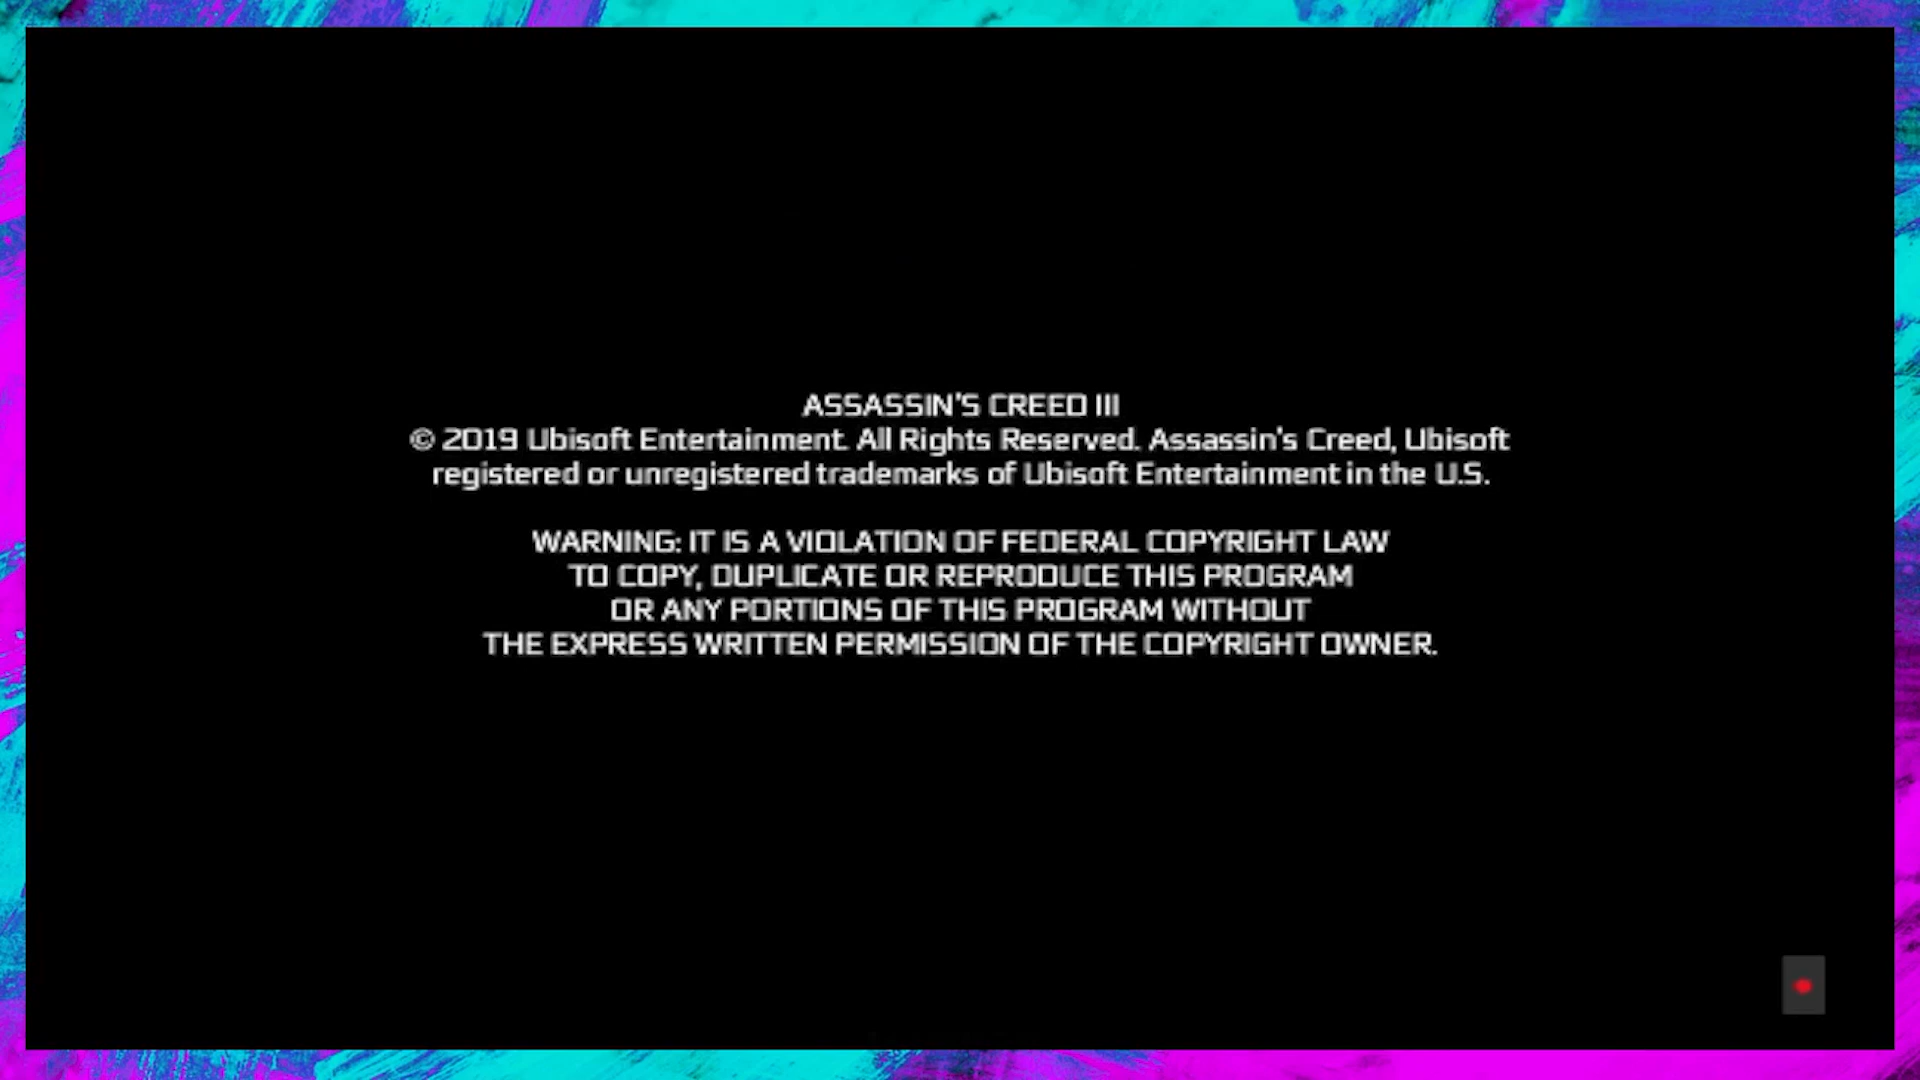 ASSASSIN'S CREED III
© 2019 Ubisoft Entertainment. All Rights Reserved. Assassin's Creed, Ubisoft
registered or unregistered trademarks of Ubisoft Entertainment in the U.S.
WARNING: IT IS A VIOLATION OF FEDERAL COPYRIGHT LAW
TO COPY, DUPLICATE OR REPRODUCE THIS PROGRAM
OR ANY PORTIONS OF THIS PROGRAM WITHOUT
THE EXPRESS WRITTEN PERMISSION OF THE COPYRIGHT OWNER.